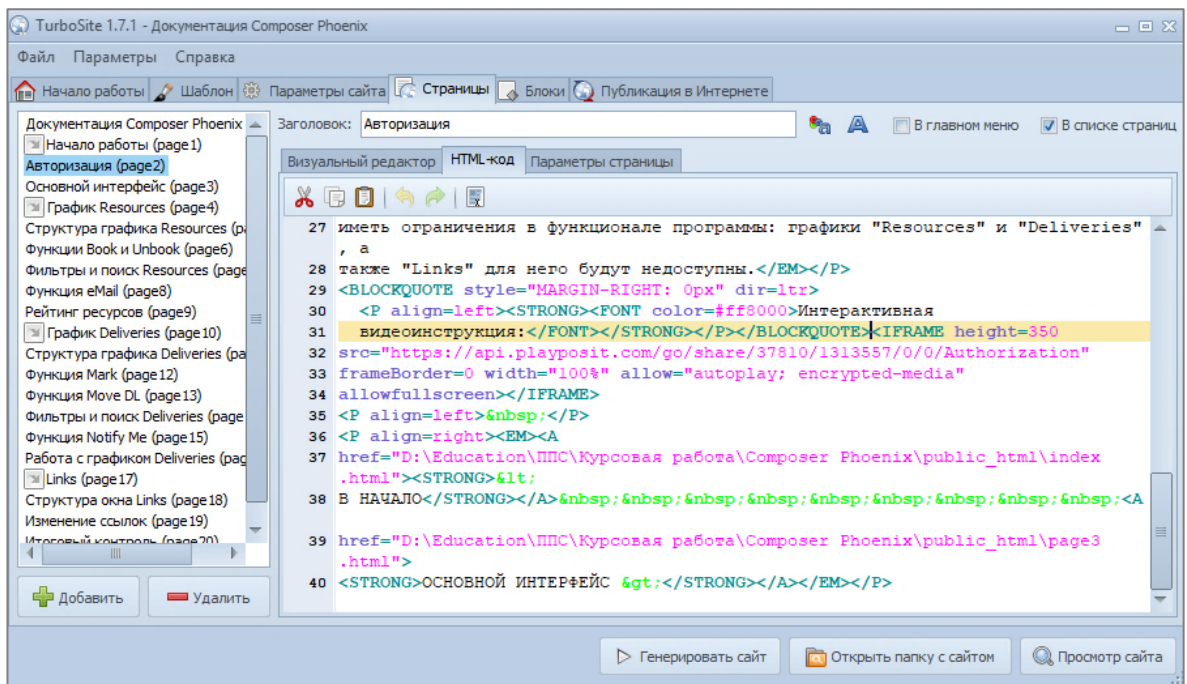 TurboSite 1.7.1 - Документация Composer Phoenix
Файл Параметры Справка
Начало работы Шаблон Параметры сайта Страницы Блоки Публикация в Интернете
Документация Composer Phoenix
Начало работы (page1)
Авторизация (page2)
Основной интерфейс (page3)
График Resources (page4)
Структура графика Resources (pa
Функции Book и Unbook (page6)
Фильтры и поиск Resources (page
Функция eMail (page8)
Рейтинг ресурсов (page9)
График Deliveries (page10)
Структура графика Deliveries (pa
Функция Mark (page12)
Функция Move DL (page13)
Фильтры и поиск Deliveries (page
Функция Notify Me (page15)
Работа с графиком Deliveries (pag
Links (page17)
Структура окна Links (page18)
Изменение ссылок (page19)
Итоговый контроль (page20)
Добавить Удалить
Заголовок: Авторизация В главном меню В списке страниц
Визуальный редактор HTML-код Параметры страницы
27 иметь ограничения в функционале программы: графики "Resources" и "Deliveries"
, а
28 также "Links" для него будут недоступны.</EM></P>
29 <BLOCKQUOTE style="MARGIN-RIGHT: 0px" dir=ltr>
30 <P align=left><STRONG><FONT color=#ff8000>Интерактивная
31 видеоинструкция:</FONT></STRONG></P></BLOCKQUOTE><IFRAME height=350
32 src="https://api.playposit.com/go/share/37810/1313557/0/0/Authorization"
33 frameBorder=0 width="100%" allow="autoplay; encrypted-media"
34 allowfullscreen></IFRAME>
35 <P align=left>&nbsp;</P>
36 <P align=right><EM><A
37 href="D:\Education\ППС\Курсовая работа\Composer Phoenix\public_html\index
.html"><STRONG>&lt;
38 В НАЧАЛО</STRONG></A>&nbsp;&nbsp;&nbsp;&nbsp;&nbsp;&nbsp;&nbsp;&nbsp;&nbsp;<A
39 href="D:\Education\ППС\Курсовая работа\Composer Phoenix\public_html\page3
.html">
40 <STRONG>ОСНОВНОЙ ИНТЕРФЕЙС &gt;</STRONG></A></EM></P>
Генерировать сайт Открыть папку с сайтом Просмотр сайта